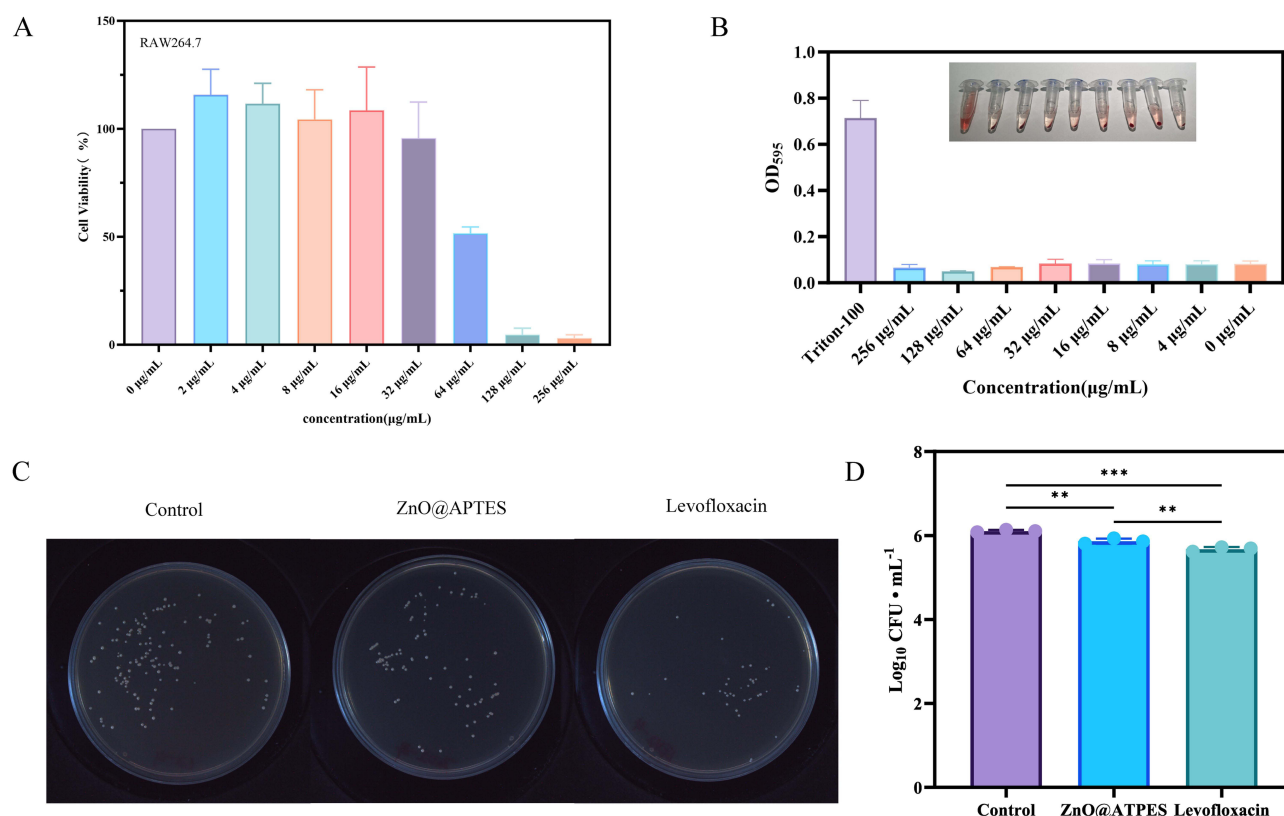 A
RAW264.7
Cell Viability（ %）
150
100
50
0
0 μg/mL
2 μg/mL
4 μg/mL
8 μg/mL
16 μg/mL
32 μg/mL
64 μg/mL
128 μg/mL
256 μg/mL
concentration(μg/mL)
B
OD595
1.0
0.8
0.6
0.4
0.2
0.0
Triton-100
256 μg/mL
128 μg/mL
64 μg/mL
32 μg/mL
16 μg/mL
8 μg/mL
4 μg/mL
0 μg/mL
Concentration(μg/mL)
C
Control
ZnO@APTES
Levofloxacin
D
Log10 CFU • mL-1
8
6
4
2
0
***
**
**
Control
ZnO@ATPES
Levofloxacin